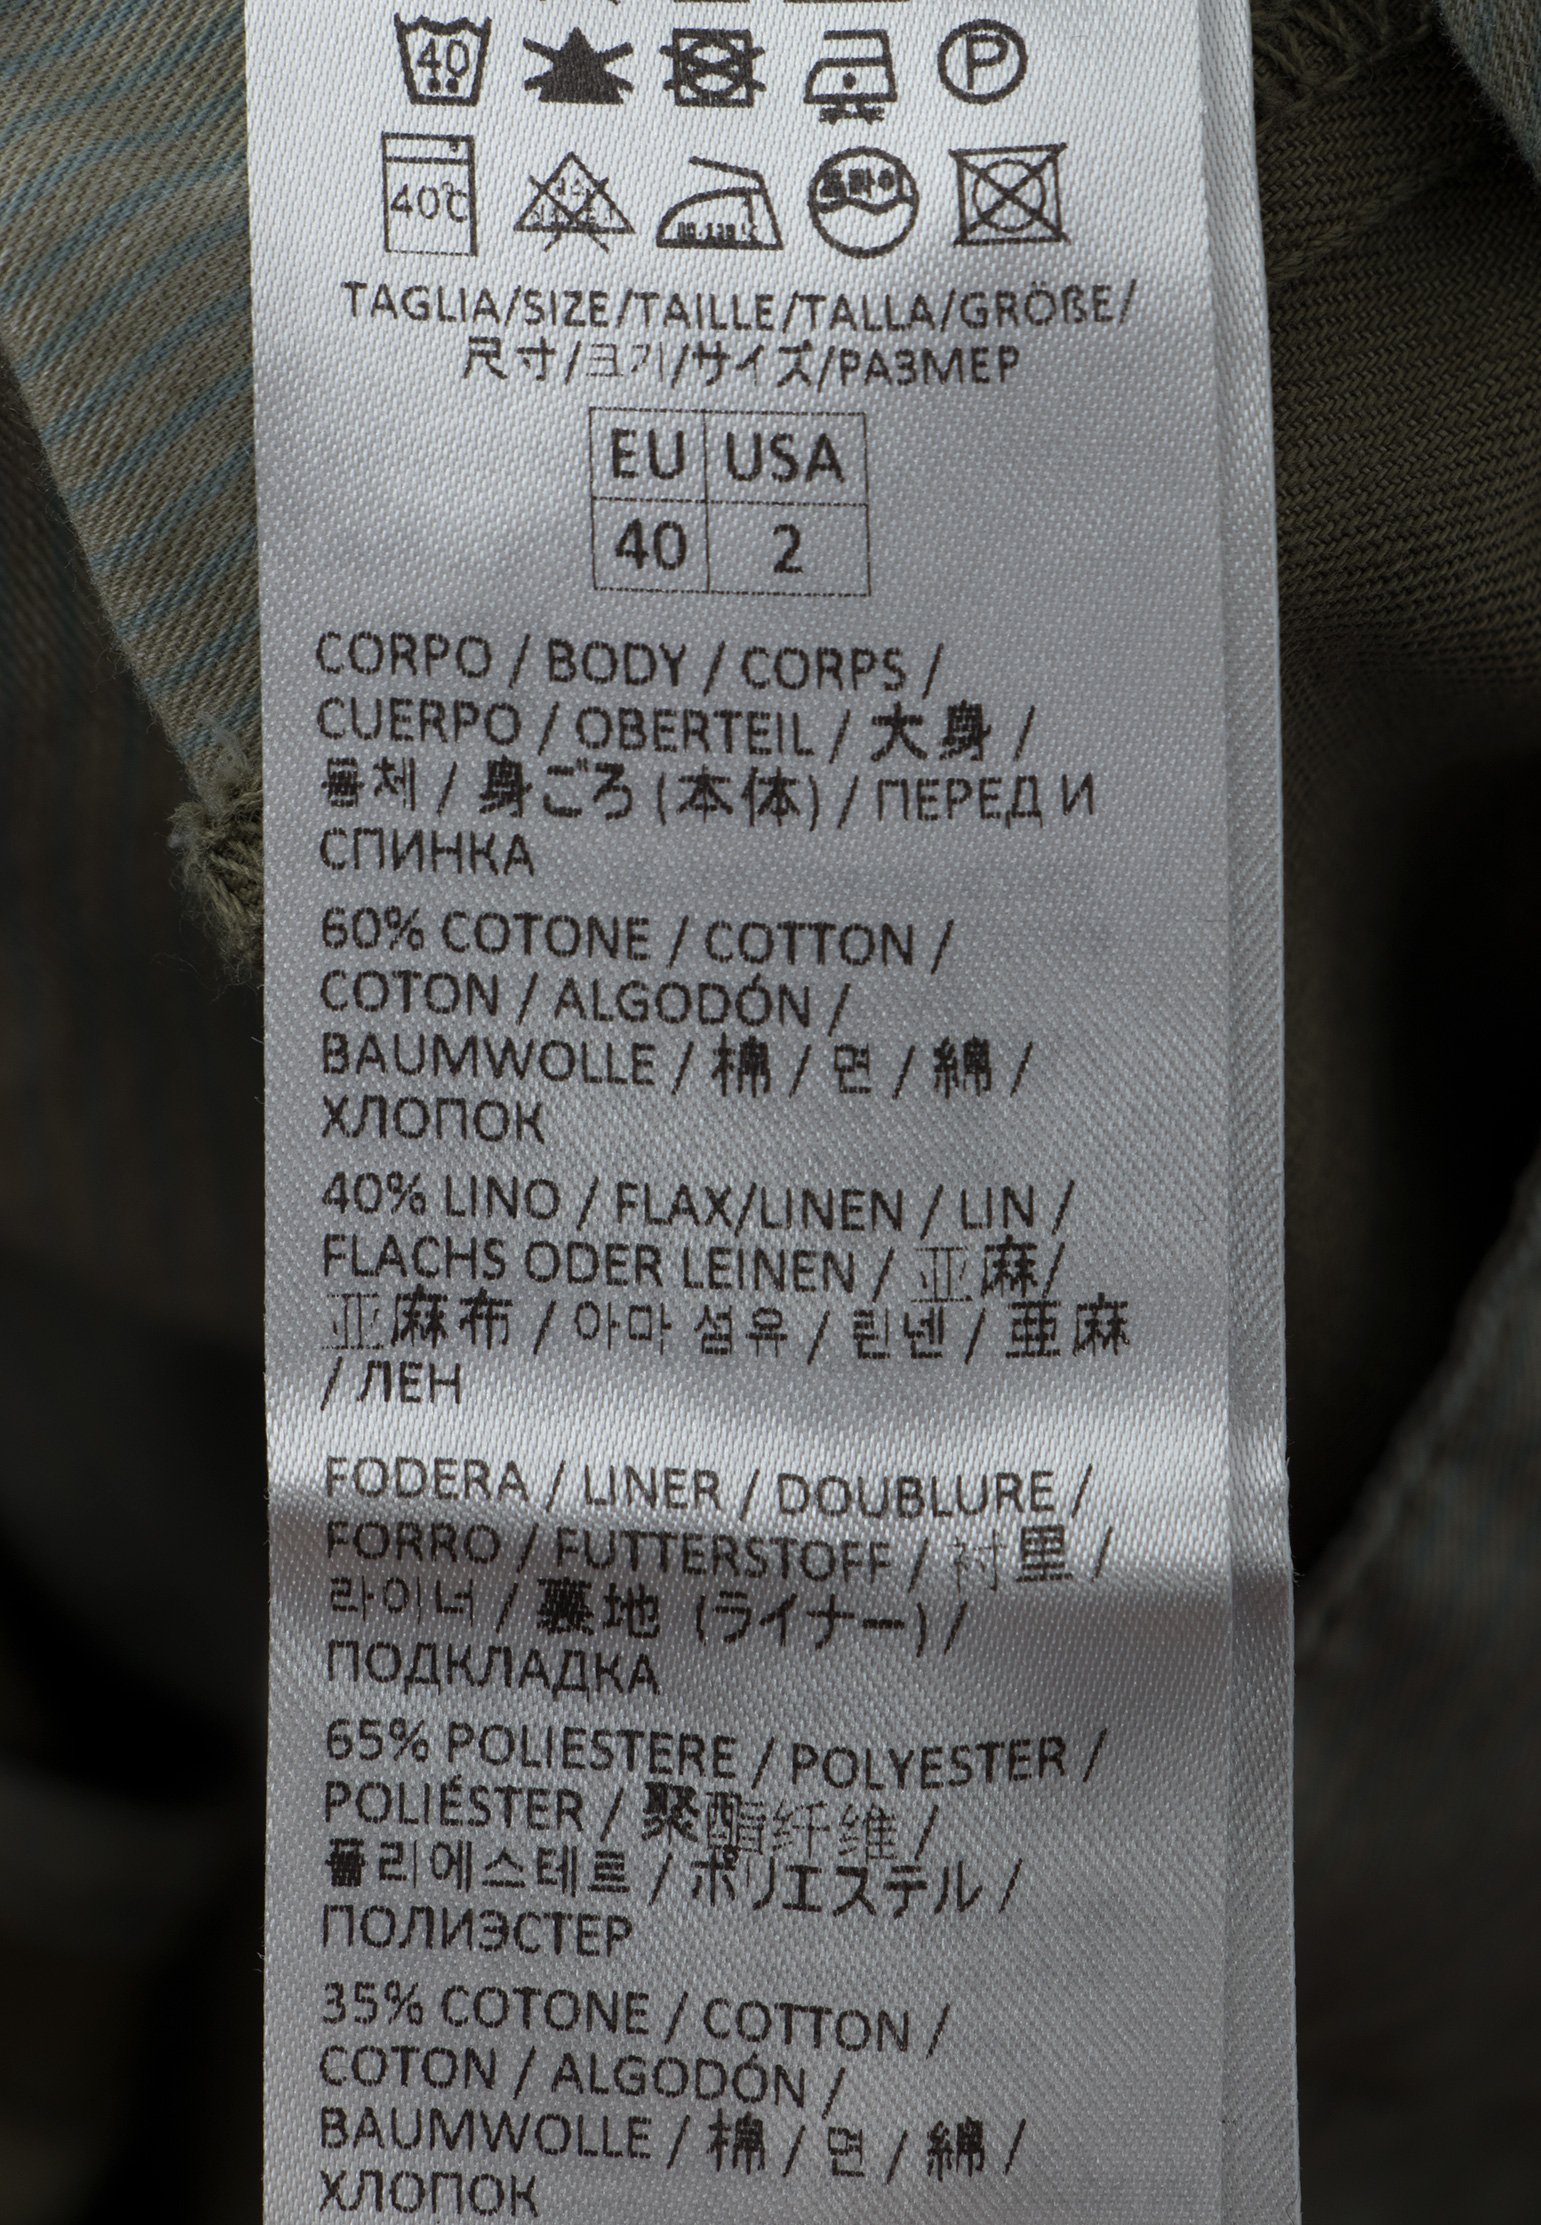 40
P
40℃
드라이
TAGLIA/SIZE/TAILLE/TALLA/GRÖßE/
尺寸/크기/サイズ/РАЗМЕР
EU USA
40 2
CORPO / BODY / CORPS /
CUERPO / OBERTEIL / 大身 /
몸체 / 身ごろ (本体) / ПЕРЕД И
СПИНКА
60% COTONE / COTTON /
COTON / ALGODÓN /
BAUMWOLLE / 棉 / 면 / 綿 /
ХЛОПОК
40% LINO / FLAX/LINEN / LIN /
FLACHS ODER LEINEN / 亚麻/
亚麻布 / 아마 섬유 / 린넨 / 亜麻
/ ЛЕН
FODERA / LINER / DOUBLURE /
FORRO / FUTTERSTOFF / 衬里 /
라이너 / 裏地 (ライナー) /
ПОДКЛАДКА
65% POLIESTERE / POLYESTER /
POLIÉSTER / 聚酯纤维 /
폴리에스테르 / ポリエステル /
ПОЛИЭСТЕР
35% COTONE / COTTON /
COTON / ALGODÓN /
BAUMWOLLE / 棉 / 면 / 綿 /
ХЛОПОК